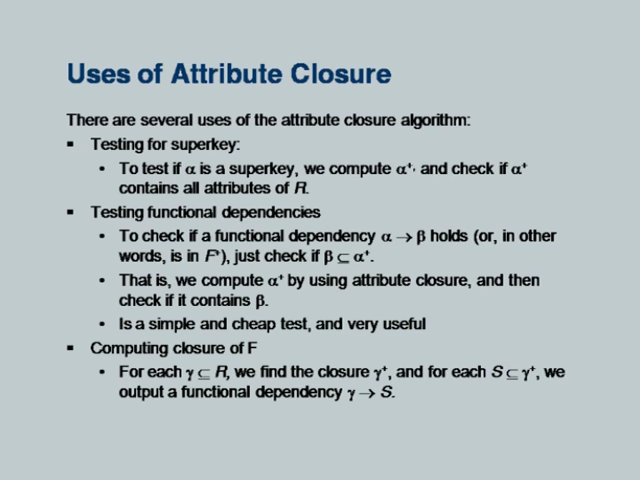 Uses of Attribute Closure
There are several uses of the attribute closure algorithm:
▪ Testing for superkey:
• To test if α is a superkey, we compute α⁺, and check if α⁺
contains all attributes of R.
▪ Testing functional dependencies
• To check if a functional dependency α → β holds (or, in other
words, is in F⁺), just check if β ⊆ α⁺.
• That is, we compute α⁺ by using attribute closure, and then
check if it contains β.
• Is a simple and cheap test, and very useful
▪ Computing closure of F
• For each γ ⊆ R, we find the closure γ⁺, and for each S ⊆ γ⁺, we
output a functional dependency γ → S.